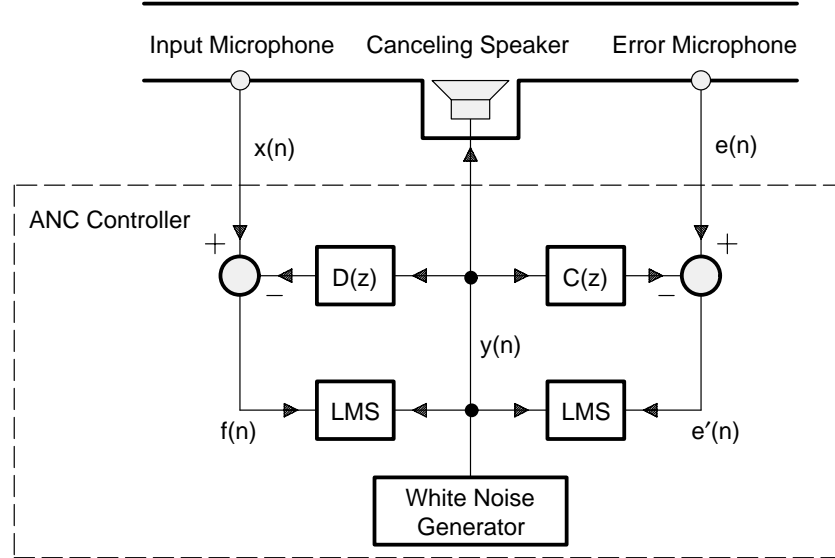 Input Microphone Canceling Speaker Error Microphone
x(n) e(n)
ANC Controller
+ +
D(z) C(z)
− −
y(n)
LMS LMS
f(n) e′(n)
White Noise
Generator